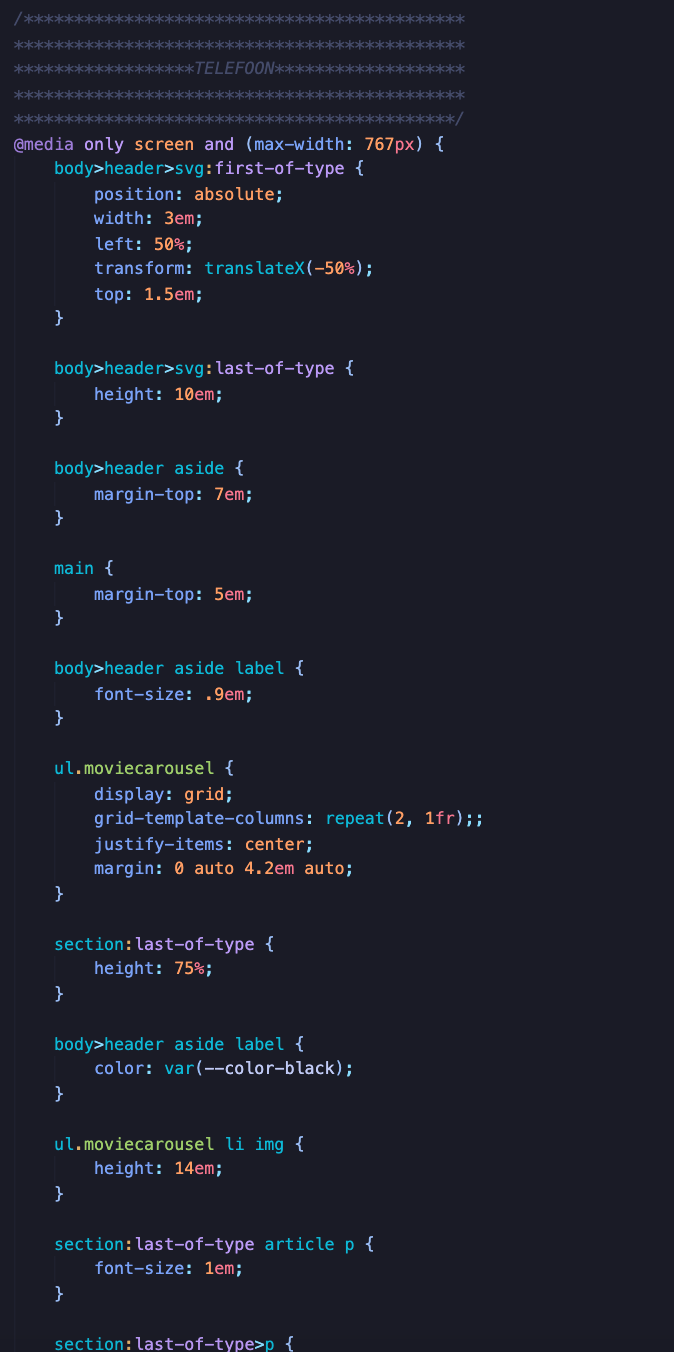 /********************************************
*********************************************
******************TELEFOON*******************
*********************************************
********************************************/
@media only screen and (max-width: 767px) {
    body>header>svg:first-of-type {
        position: absolute;
        width: 3em;
        left: 50%;
        transform: translateX(-50%);
        top: 1.5em;
    }

    body>header>svg:last-of-type {
        height: 10em;
    }

    body>header aside {
        margin-top: 7em;
    }

    main {
        margin-top: 5em;
    }

    body>header aside label {
        font-size: .9em;
    }

    ul.moviecarousel {
        display: grid;
        grid-template-columns: repeat(2, 1fr);;
        justify-items: center;
        margin: 0 auto 4.2em auto;
    }

    section:last-of-type {
        height: 75%;
    }

    body>header aside label {
        color: var(--color-black);
    }

    ul.moviecarousel li img {
        height: 14em;
    }

    section:last-of-type article p {
        font-size: 1em;
    }

    section:last-of-type>p {